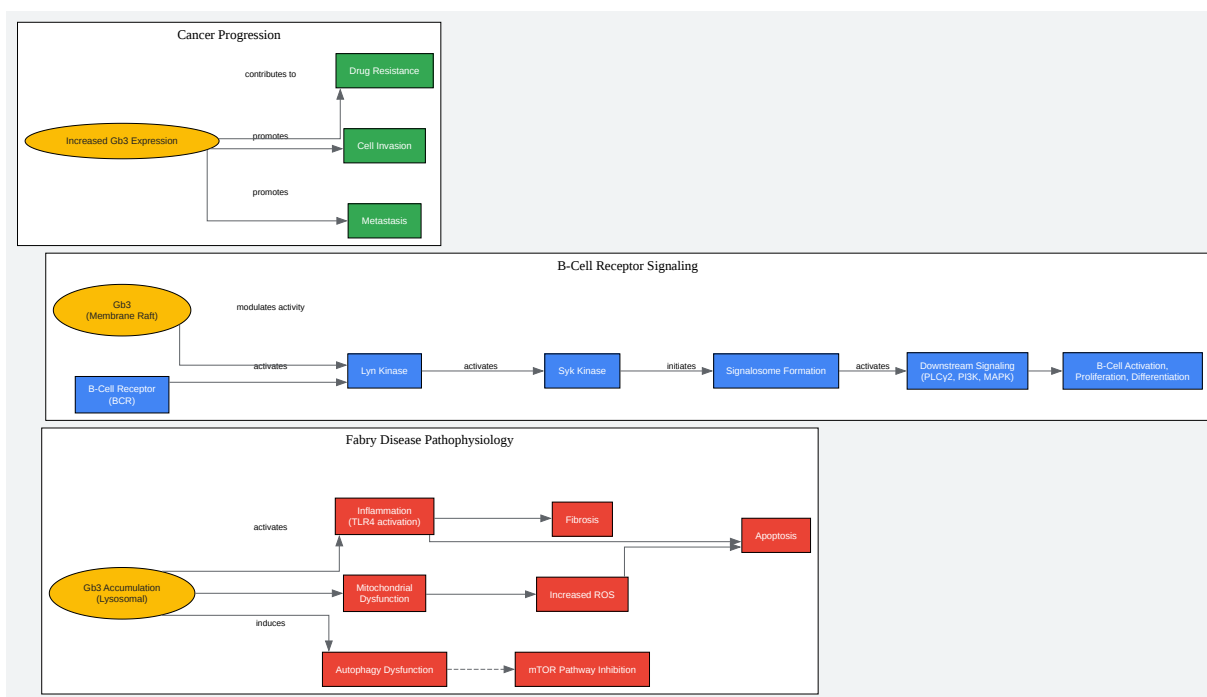 Cancer Progression
contributes to
Drug Resistance
Increased Gb3 Expression
promotes
Cell Invasion
promotes
Metastasis
B-Cell Receptor Signaling
Gb3
(Membrane Raft)
modulates activity
activates
Lyn Kinase
activates
Syk Kinase
initiates
Signalosome Formation
activates
Downstream Signaling
(PLCγ2, PI3K, MAPK)
B-Cell Activation,
Proliferation, Differentiation
B-Cell Receptor
(BCR)
Fabry Disease Pathophysiology
Inflammation
(TLR4 activation)
Fibrosis
activates
Apoptosis
Gb3 Accumulation
(Lysosomal)
Mitochondrial
Dysfunction
Increased ROS
induces
Autophagy Dysfunction
mTOR Pathway Inhibition